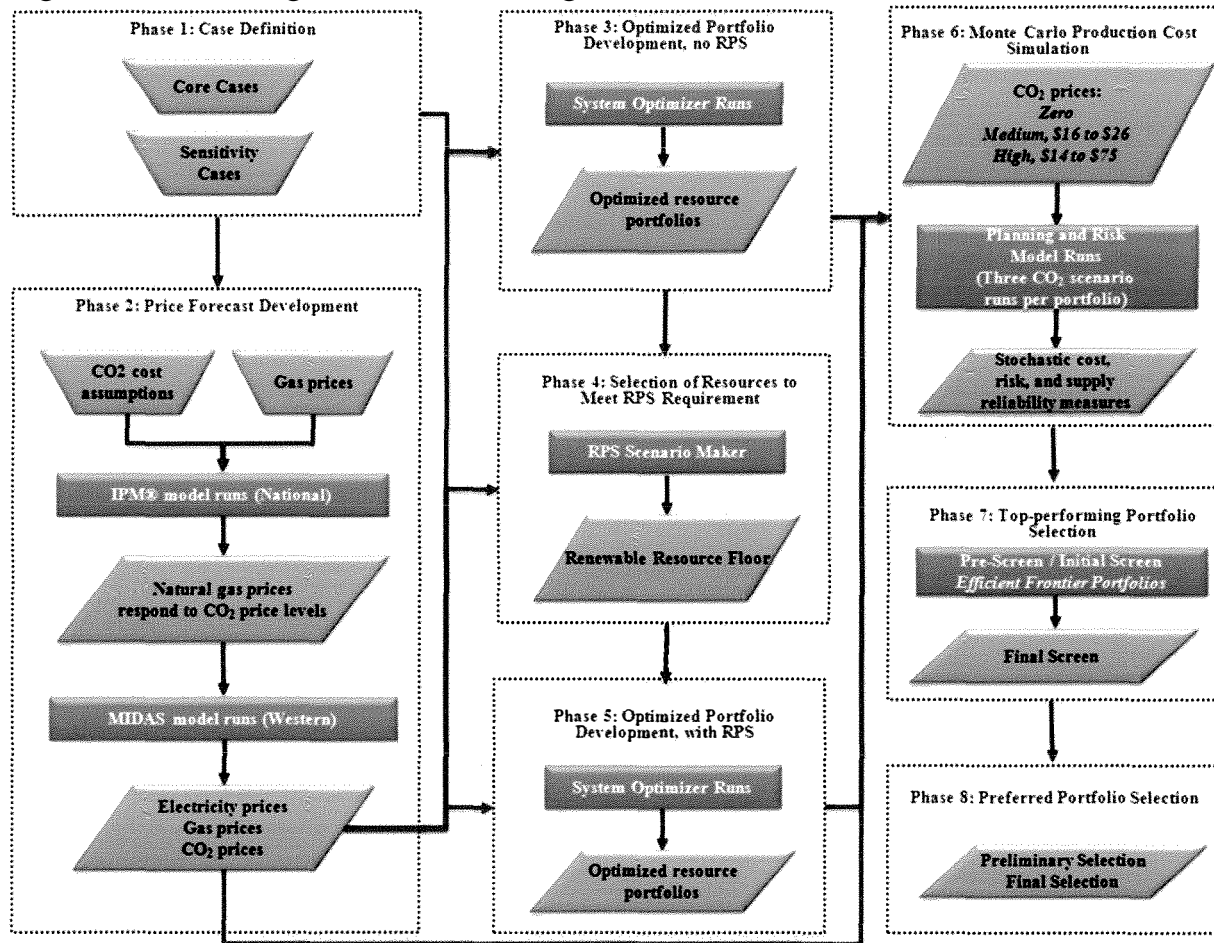 Phase 1: Case Definition
Core Cases
Sensitivity
Cases
Phase 2: Price Forecast Development
CO2 cost
assumptions
Gas prices
IPM® model runs (National)
Natural gas prices
respond to CO₂ price levels
MIDAS model runs (Western)
Electricity prices
Gas prices
CO₂ prices
Phase 3: Optimized Portfolio
Development, no RPS
System Optimizer Runs
Optimized resource
portfolios
Phase 4: Selection of Resources to
Meet RPS Requirement
RPS Scenario Maker
Renewable Resource Floor
Phase 5: Optimized Portfolio
Development, with RPS
System Optimizer Runs
Optimized resource
portfolios
Phase 6: Monte Carlo Production Cost
Simulation
CO₂ prices:
Zero
Medium, $16 to $26
High, $14 to $75
Planning and Risk
Model Runs
(Three CO₂ scenario
runs per portfolio)
Stochastic cost,
risk, and supply
reliability measures
Phase 7: Top-performing Portfolio
Selection
Pre-Screen / Initial Screen
Efficient Frontier Portfolios
Final Screen
Phase 8: Preferred Portfolio Selection
Preliminary Selection
Final Selection